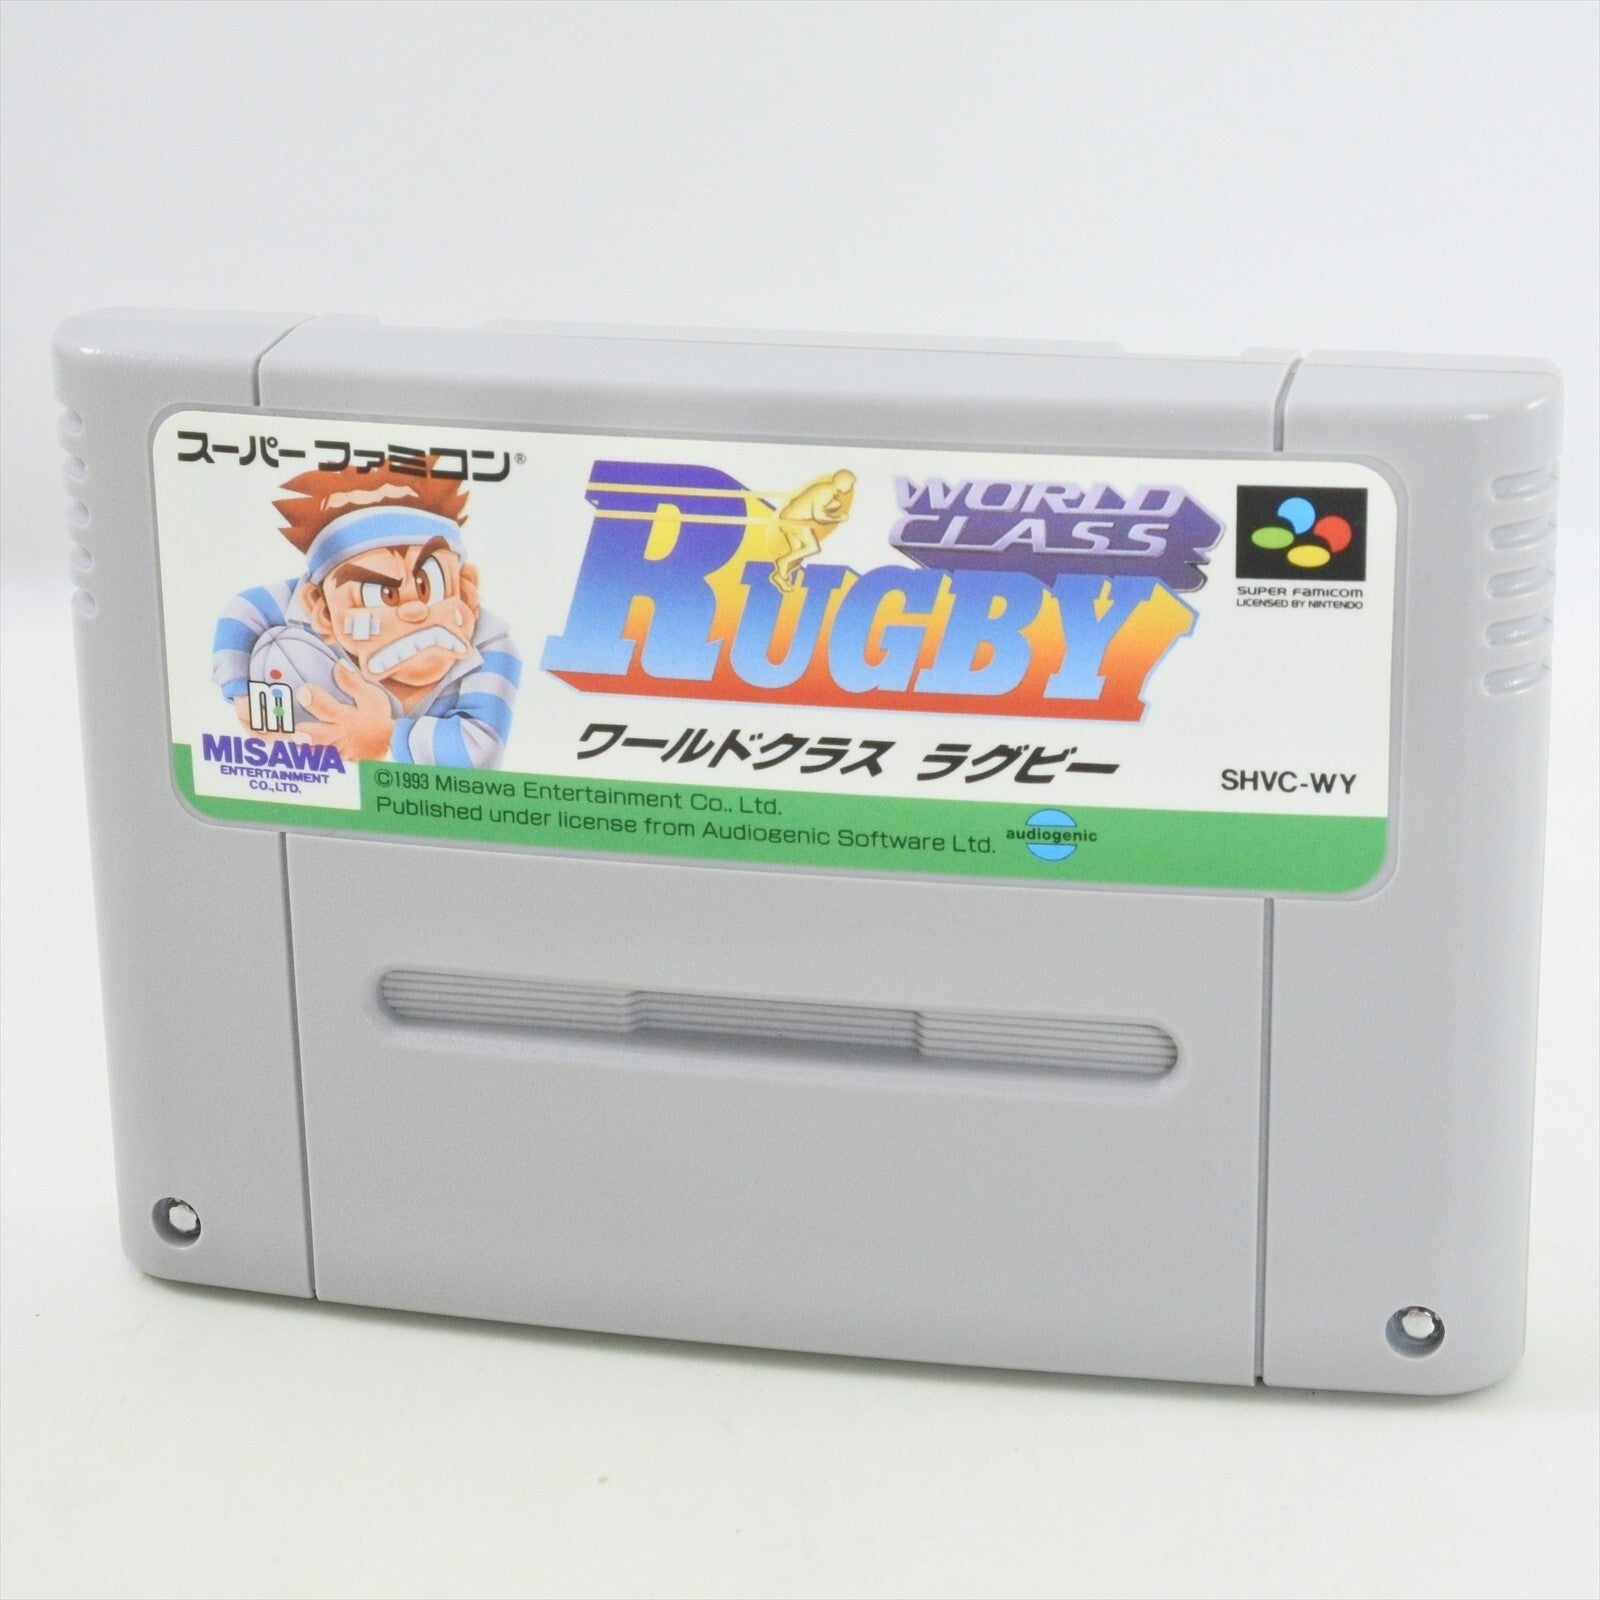 スーパーファミコン®
WORLD
CLASS
RUGBY
SUPER FAMICOM
LICENSED BY NINTENDO
ワールドクラス ラグビー
SHVC-WY
MISAWA
ENTERTAINMENT
CO.,LTD.
©1993 Misawa Entertainment Co., Ltd.
Published under license from Audiogenic Software Ltd.
audiogenic